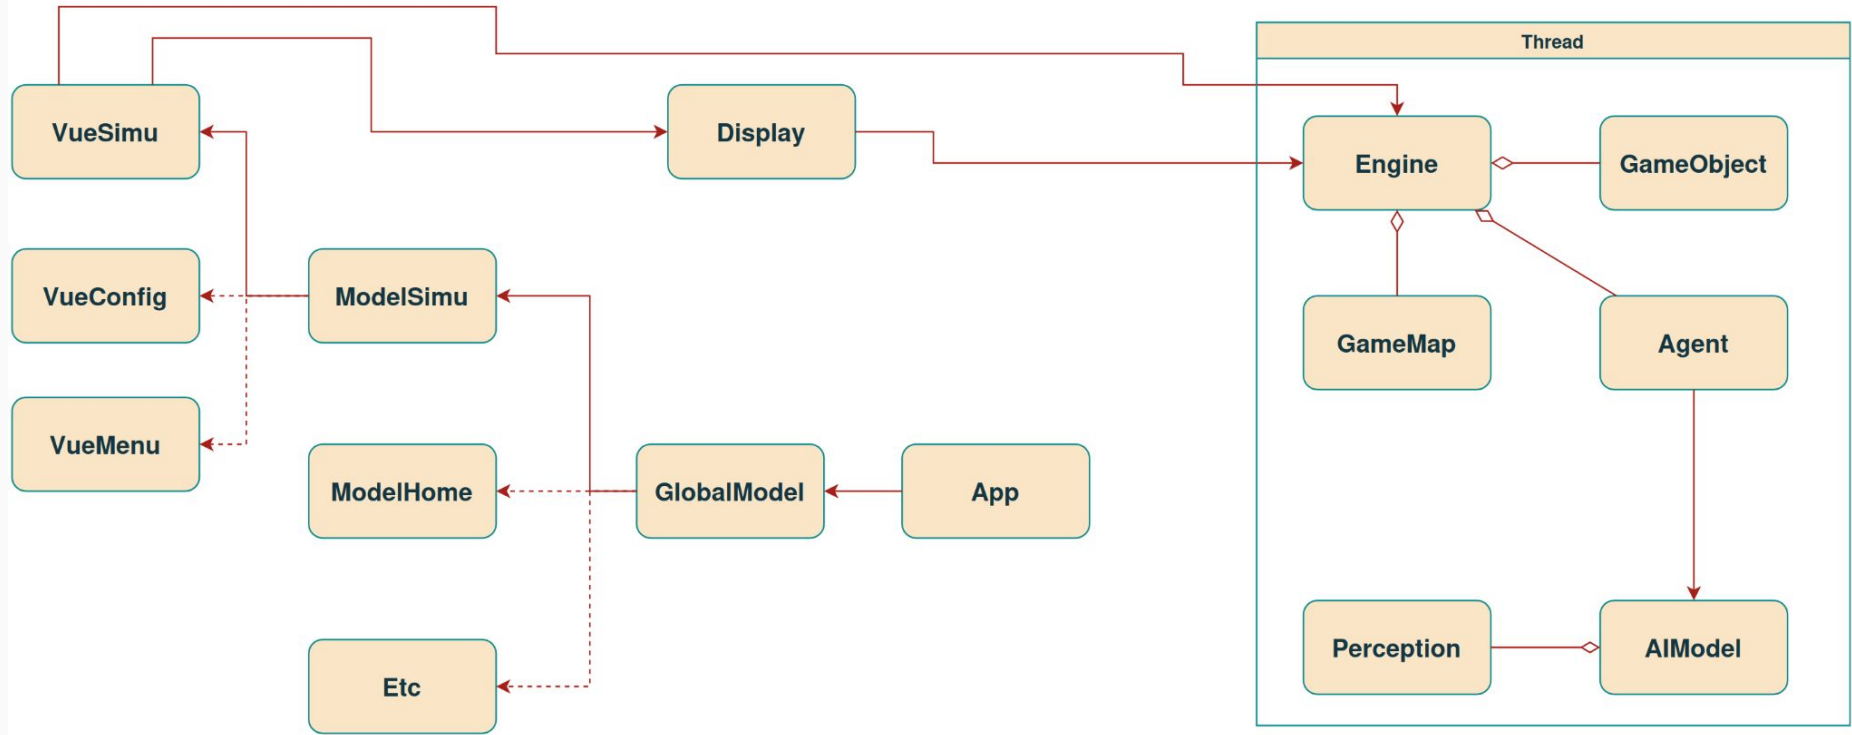 Thread
VueSimu
Display
Engine
GameObject
VueConfig
ModelSimu
GameMap
Agent
VueMenu
ModelHome
GlobalModel
App
Perception
AIModel
Etc